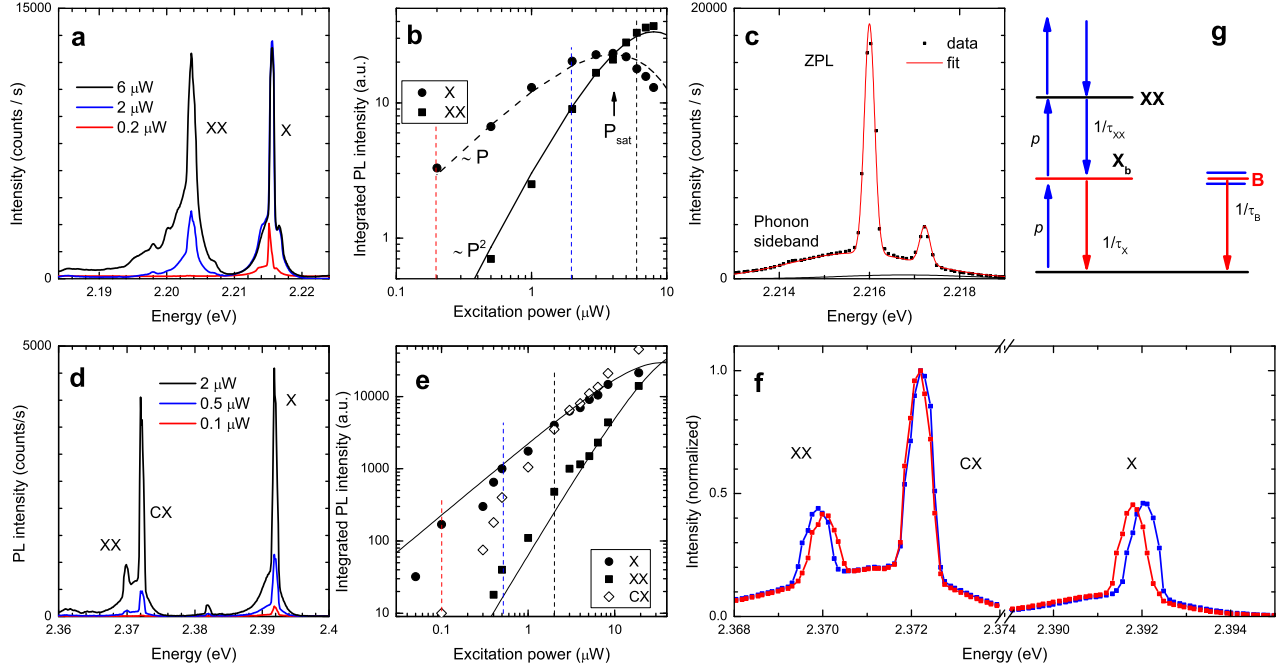 a
15000
Intensity (counts / s)
6 μW
2 μW
0.2 μW
XX
X
0
2.19 2.20 2.21 2.22
Energy (eV)
b
Integrated PL intensity (a.u.)
10
1
X
XX
~ P
~P²
P_sat
0.1 1 10
Excitation power (μW)
c
20000
Intensity (counts / s)
ZPL
data
fit
Phonon
sideband
0
2.214 2.216 2.218
Energy (eV)
g
XX
p
1/τ_XX
X_b
B
p
1/τ_X
1/τ_B
d
5000
PL intensity (counts/s)
2 μW
0.5 μW
0.1 μW
X
CX
XX
0
2.36 2.37 2.38 2.39 2.4
Energy (eV)
e
Integrated PL intensity (a.u.)
10000
1000
100
10
X
XX
CX
0.1 1 10
Excitation power (μW)
f
Intensity (normalized)
1.0
0.5
0.0
XX
CX
X
2.368 2.370 2.372 2.374 2.390 2.392 2.394
Energy (eV)